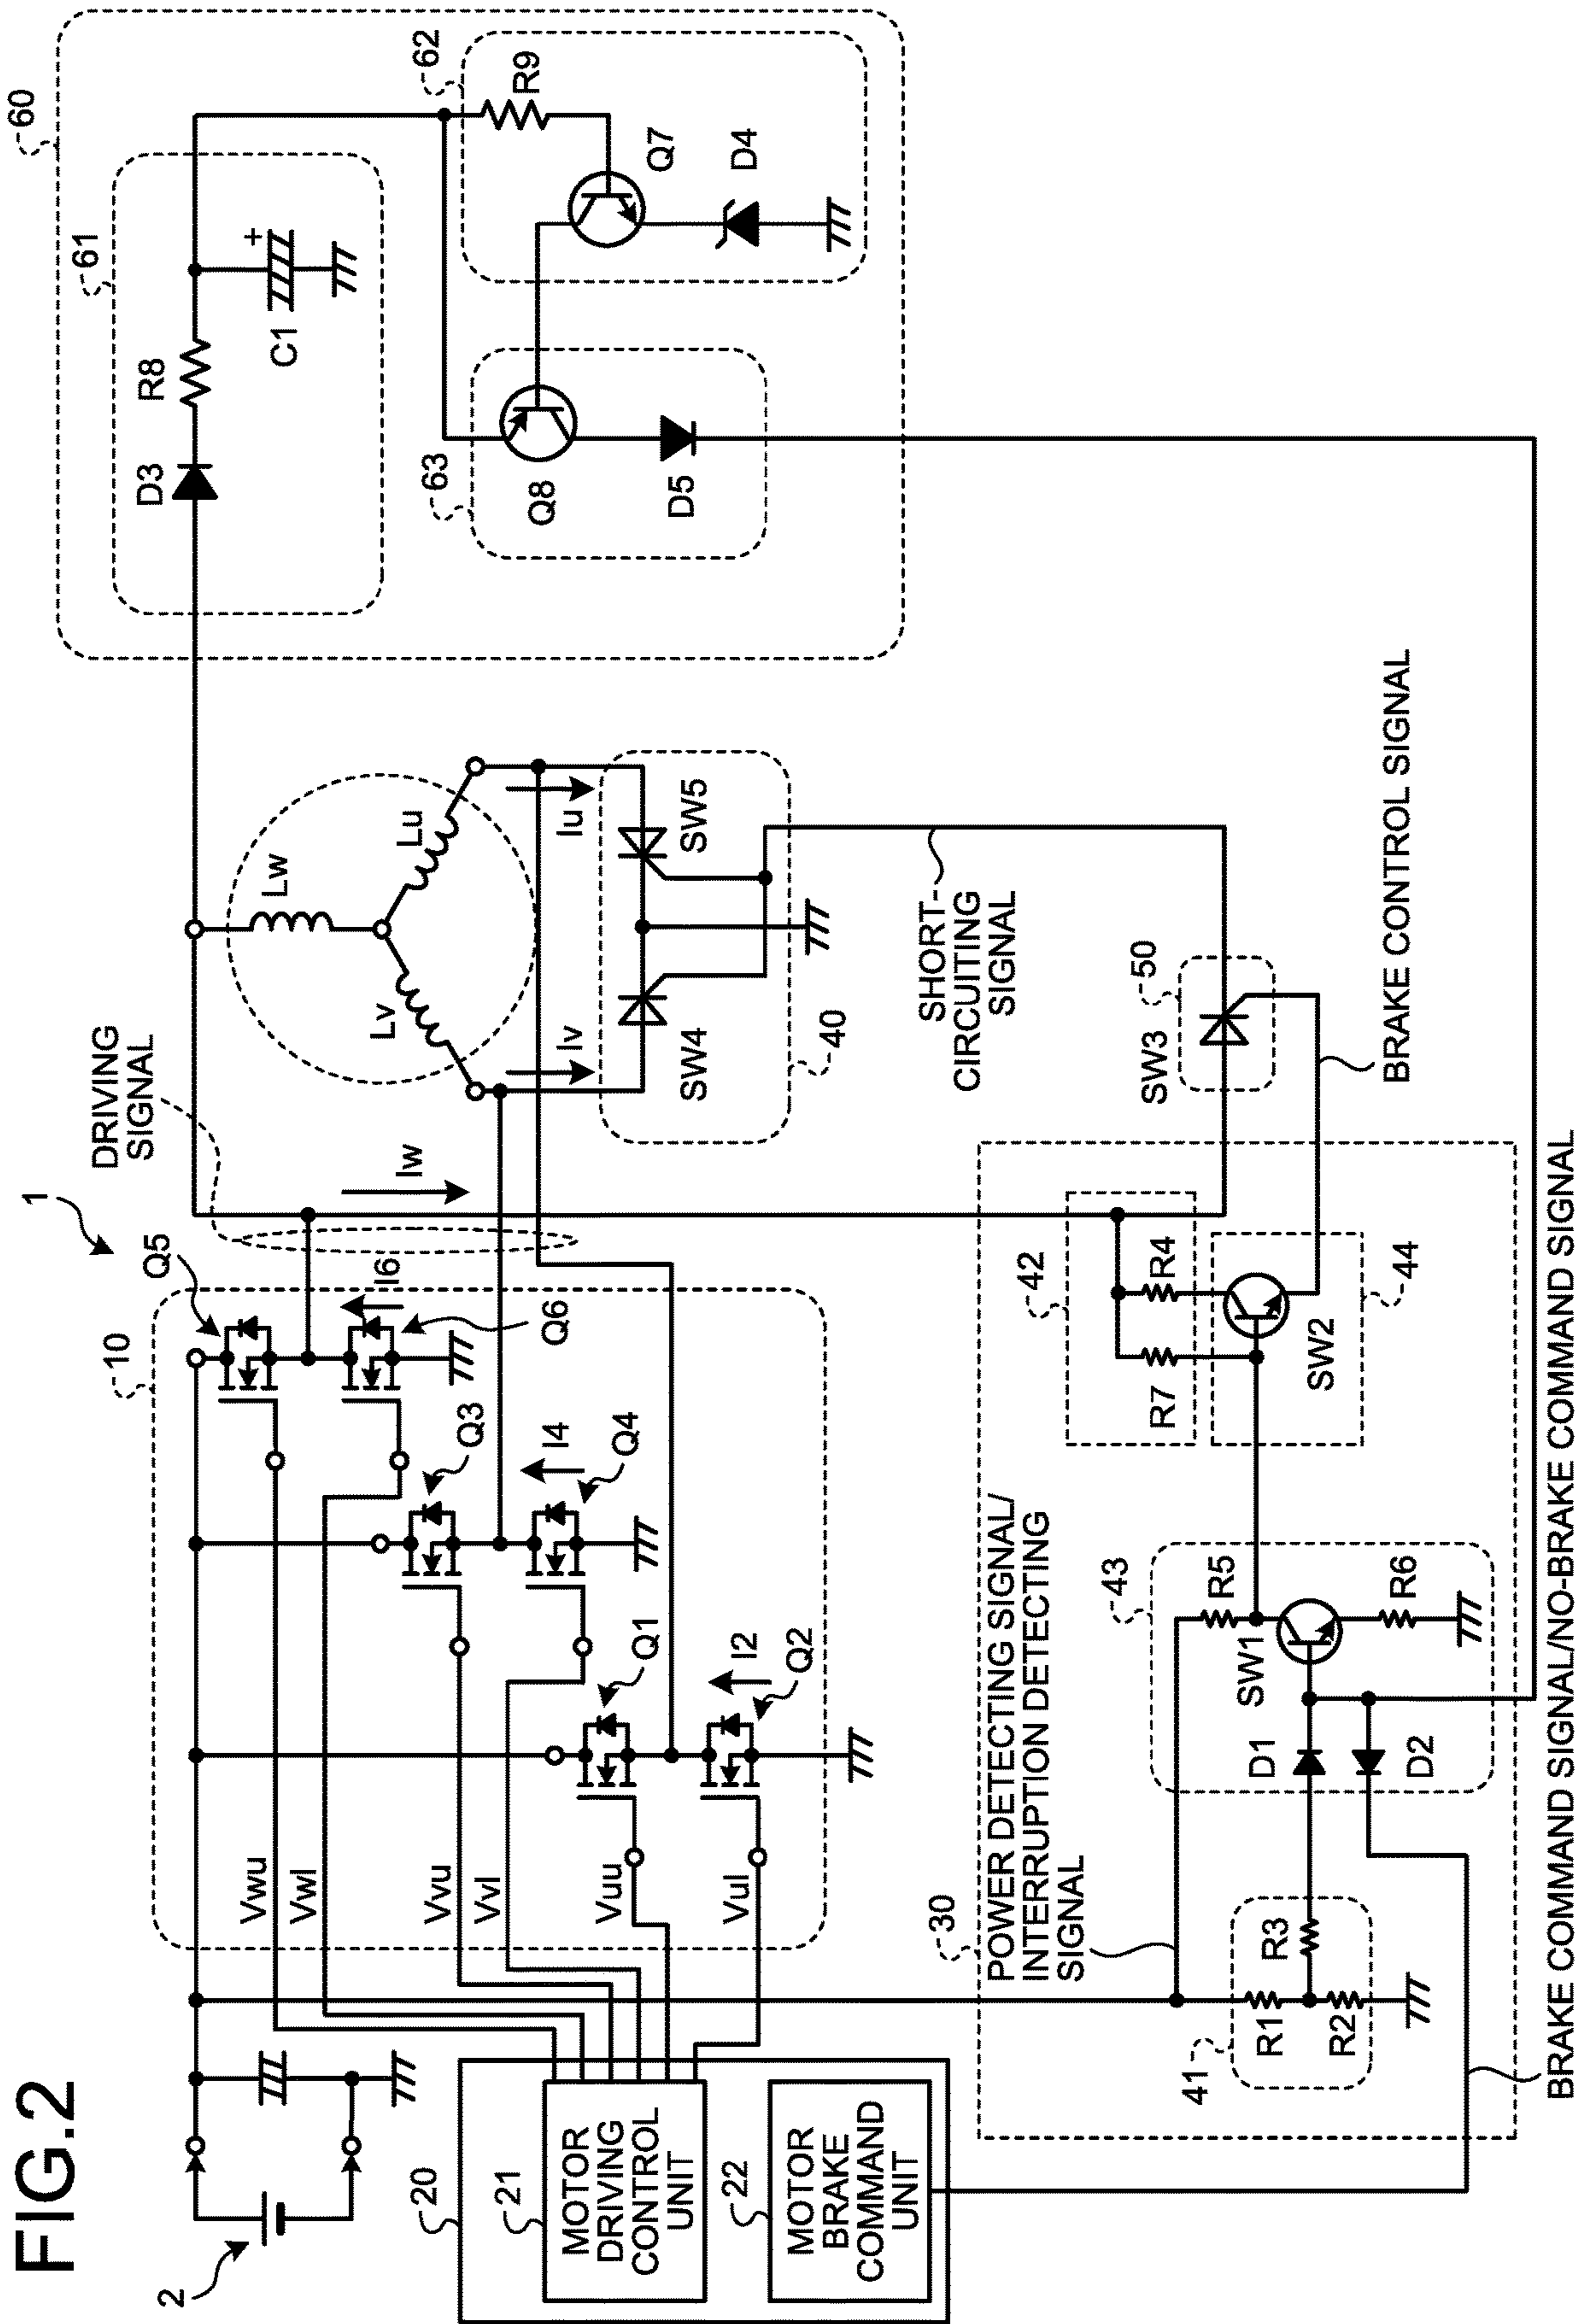 FIG.2
1
2
10
Q5
I6
Q6
Q3
I4
Q4
Q1
I2
Q2
Vwu
Vwl
Vvu
Vvl
Vuu
Vul
20
21
MOTOR
DRIVING
CONTROL
UNIT
22
MOTOR
BRAKE
COMMAND
UNIT
DRIVING
SIGNAL
Iw
Lw
Lv
Lu
Iv
Iu
SW4
SW5
40
SHORT-
CIRCUITING
SIGNAL
50
SW3
BRAKE CONTROL SIGNAL
60
61
D3
R8
C1
+
62
R9
Q7
D4
63
Q8
D5
30
POWER DETECTING SIGNAL/
INTERRUPTION DETECTING
SIGNAL
41
R1
R2
R3
43
R5
SW1
R6
D1
D2
42
R4
R7
SW2
44
BRAKE COMMAND SIGNAL/NO-BRAKE COMMAND SIGNAL